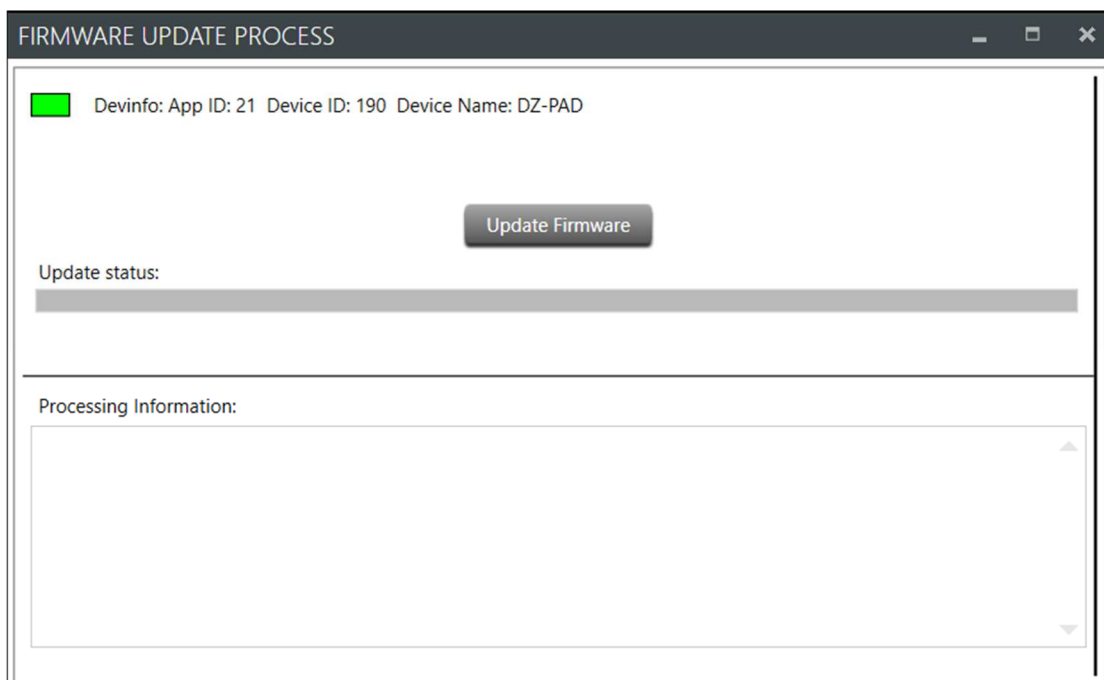 FIRMWARE UPDATE PROCESS
Devinfo: App ID: 21  Device ID: 190  Device Name: DZ-PAD
Update Firmware
Update status:
Processing Information: